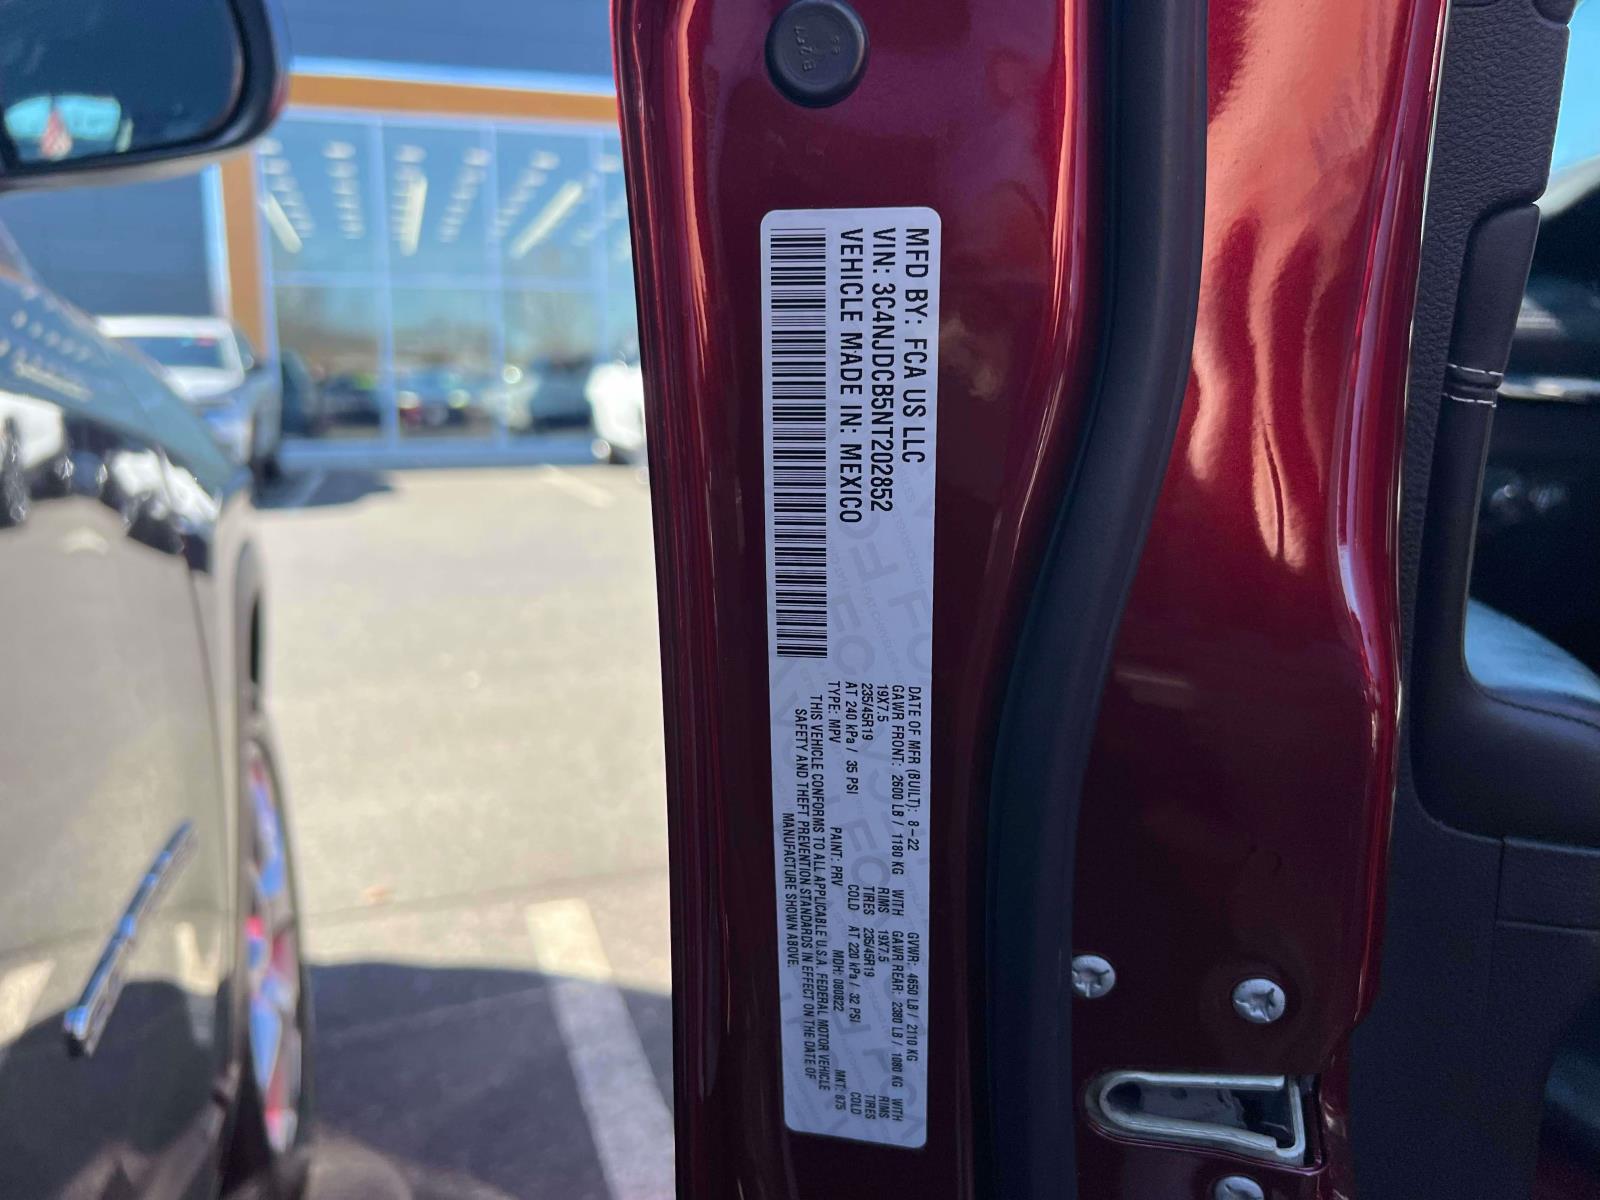 MFD BY: FCA US LLC
VIN: 3C4NJDCB5NT202852
VEHICLE MADE IN: MEXICO
DATE OF MFR (BUILT): 8-22 GVWR: 4650 LB / 2110 KG
GAWR FRONT: 2600 LB / 1180 KG WITH GAWR REAR: 2380 LB / 1080 KG WITH
19X7.5 RIMS 19X7.5 RIMS
235/45R19 TIRES 235/45R19 TIRES
AT 240 kPa / 35 PSI COLD AT 220 kPa / 32 PSI COLD
TYPE: MPV PAINT: PRV MDH: 080822 MKT: 875
THIS VEHICLE CONFORMS TO ALL APPLICABLE U.S.A. FEDERAL MOTOR VEHICLE
SAFETY AND THEFT PREVENTION STANDARDS IN EFFECT ON THE DATE OF
MANUFACTURE SHOWN ABOVE.